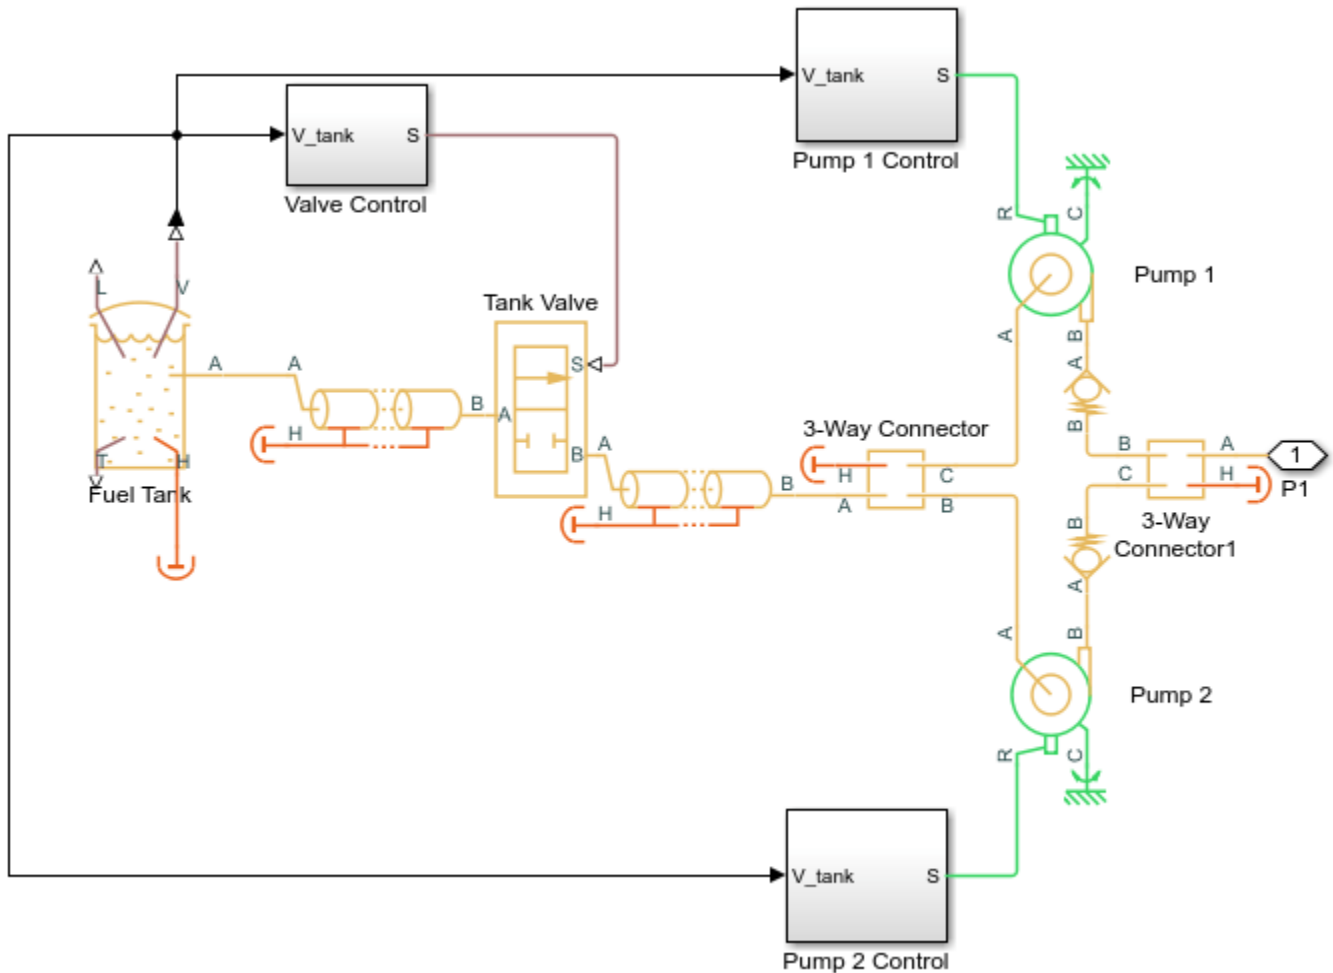 V_tank S
Pump 1 Control
V_tank S
Valve Control
R C
L V
Pump 1
Tank Valve
A B
S
A A
A
B A
H
B A B
3-Way Connector
B A
T H
H C
H
Fuel Tank
B A B
C H
1
P1
H
3-Way
Connector1
B
A
A B
Pump 2
R C
V_tank S
Pump 2 Control